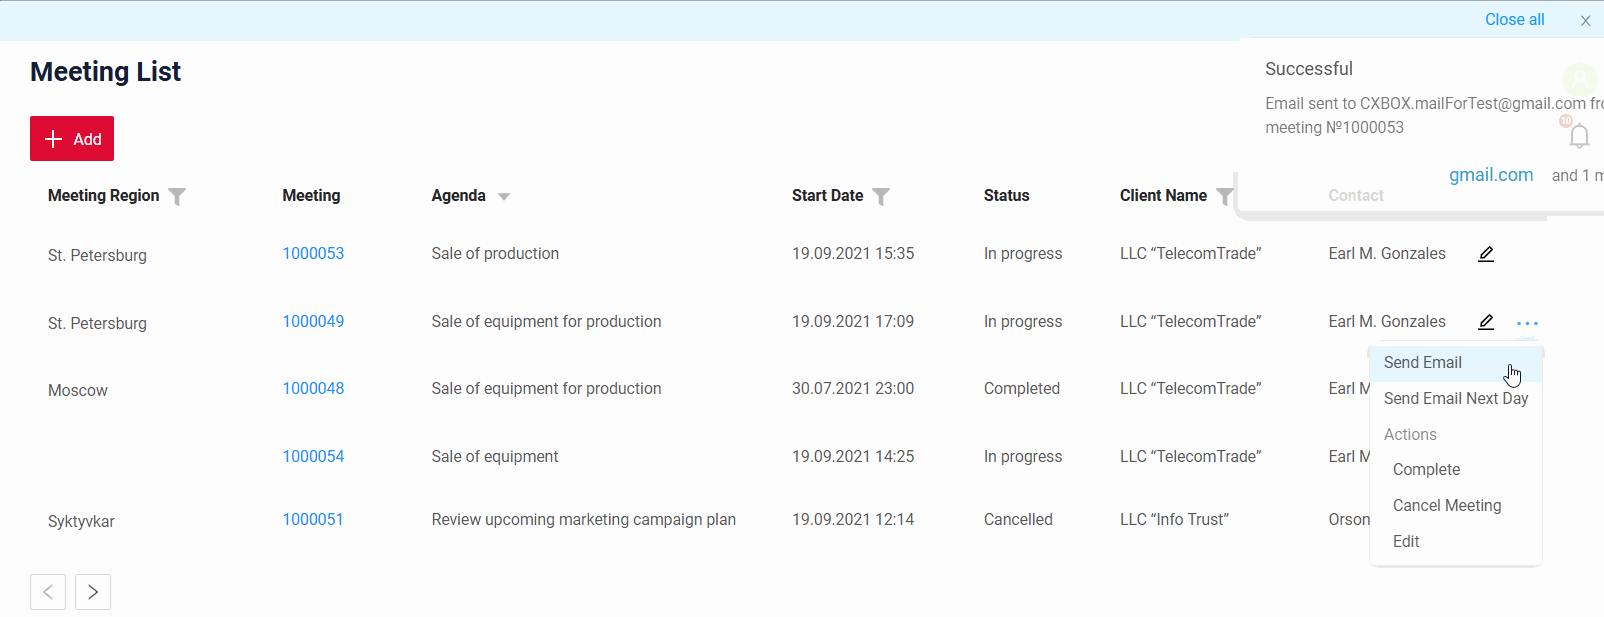 Close all
Meeting List
Successful
Email sent to CXBOX.mailForTest@gmail.com
meeting №1000053
10
Add
gmail.com and 1
Meeting Region Meeting Agenda Start Date Status Client Name Contact
St. Petersburg 1000053 Sale of production 19.09.2021 15:35 In progress LLC “TelecomTrade” Earl M. Gonzales
St. Petersburg 1000049 Sale of equipment for production 19.09.2021 17:09 In progress LLC “TelecomTrade” Earl M. Gonzales
Send Email
Moscow 1000048 Sale of equipment for production 30.07.2021 23:00 Completed LLC “TelecomTrade” Earl M
Send Email Next Day
Actions
1000054 Sale of equipment 19.09.2021 14:25 In progress LLC “TelecomTrade” Earl M
Complete
Cancel Meeting
Syktyvkar 1000051 Review upcoming marketing campaign plan 19.09.2021 12:14 Cancelled LLC “Info Trust” Orson
Edit